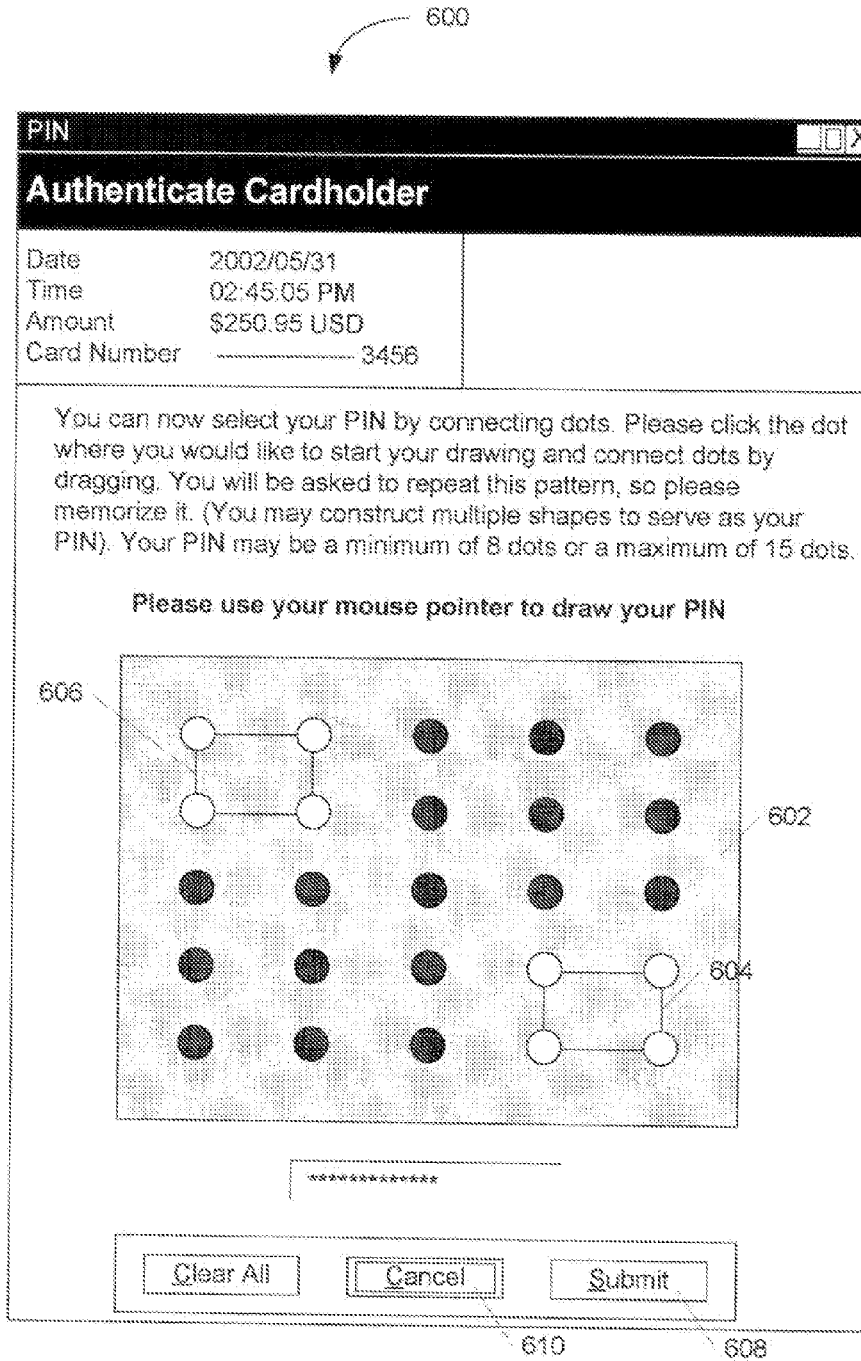 600
PIN
X
Authenticate Cardholder
Date 2002/05/31
Time 02:45:05 PM
Amount $250.95 USD
Card Number 3456
You can now select your PIN by connecting dots. Please click the dot
where you would like to start your drawing and connect dots by
dragging. You will be asked to repeat this pattern, so please
memorize it. (You may construct multiple shapes to serve as your
PIN). Your PIN may be a minimum of 8 dots or a maximum of 15 dots.
Please use your mouse pointer to draw your PIN
606
602
604
*************
Clear All Cancel Submit
610 608